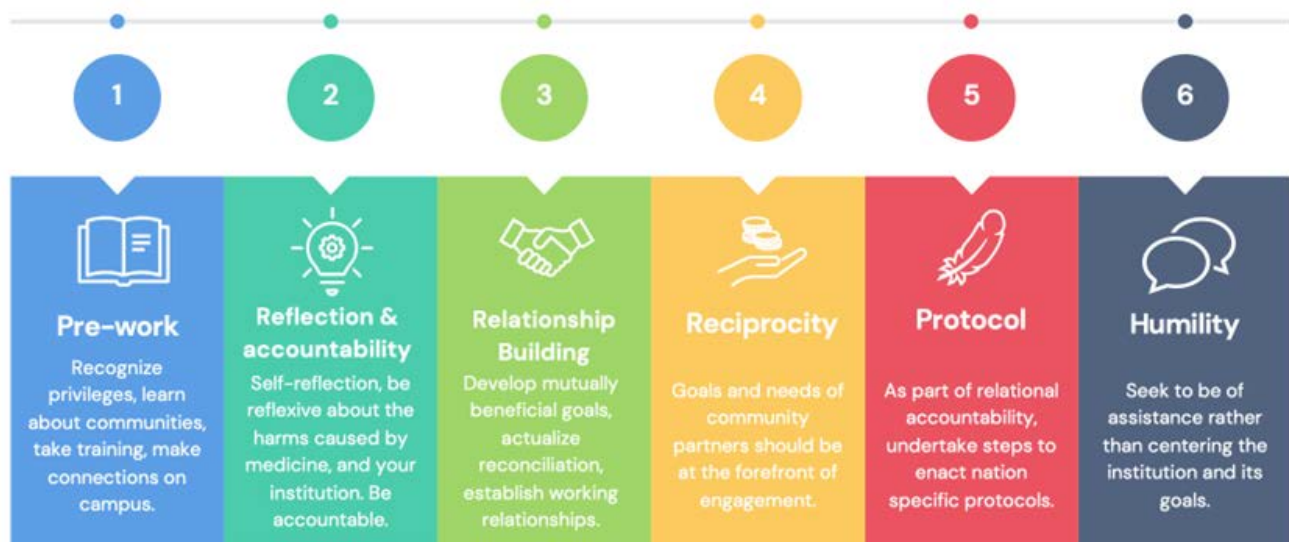 1
2
3
4
5
6
Pre-work
Recognize
privileges, learn
about communities,
take training, make
connections on
campus.
Reflection &
accountability
Self-reflection, be
reflexive about the
harms caused by
medicine, and your
institution. Be
accountable.
Relationship
Building
Develop mutually
beneficial goals,
actualize
reconciliation,
establish working
relationships.
Reciprocity
Goals and needs of
community
partners should be
at the forefront of
engagement.
Protocol
As part of relational
accountability,
undertake steps to
enact nation
specific protocols.
Humility
Seek to be of
assistance rather
than centering the
institution and its
goals.